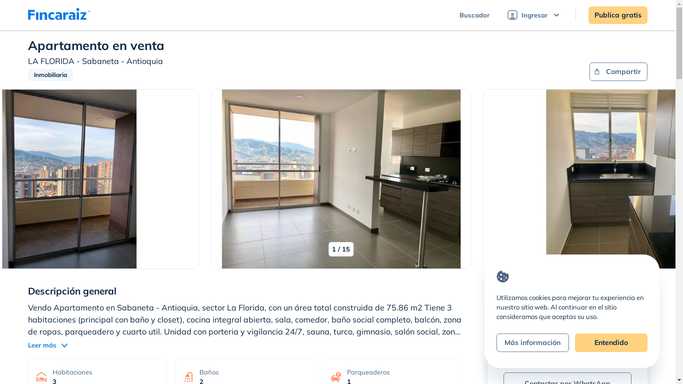 Fincaraiz
Buscador
Ingresar
Publica gratis
Apartamento en venta
LA FLORIDA - Sabaneta - Antioquia
Inmobiliaria
Compartir
1 / 15
Descripción general
Vendo Apartamento en Sabaneta - Antioquia, sector La Florida, con un área total construida de 75.86 m2 Tiene 3
habitaciones (principal con baño y closet), cocina integral abierta, sala, comedor, baño social completo, balcón, zona
de ropas, parqueadero y cuarto util. Unidad con porteria y vigilancia 24/7, sauna, turco, gimnasio, salón social, zon...
Leer más
Habitaciones
3
Baños
2
Parqueaderos
1
Utilizamos cookies para mejorar tu experiencia en
nuestro sitio web. Al continuar en el sitio
consideramos que aceptas su uso.
Más información
Entendido
Contactar por WhatsApp